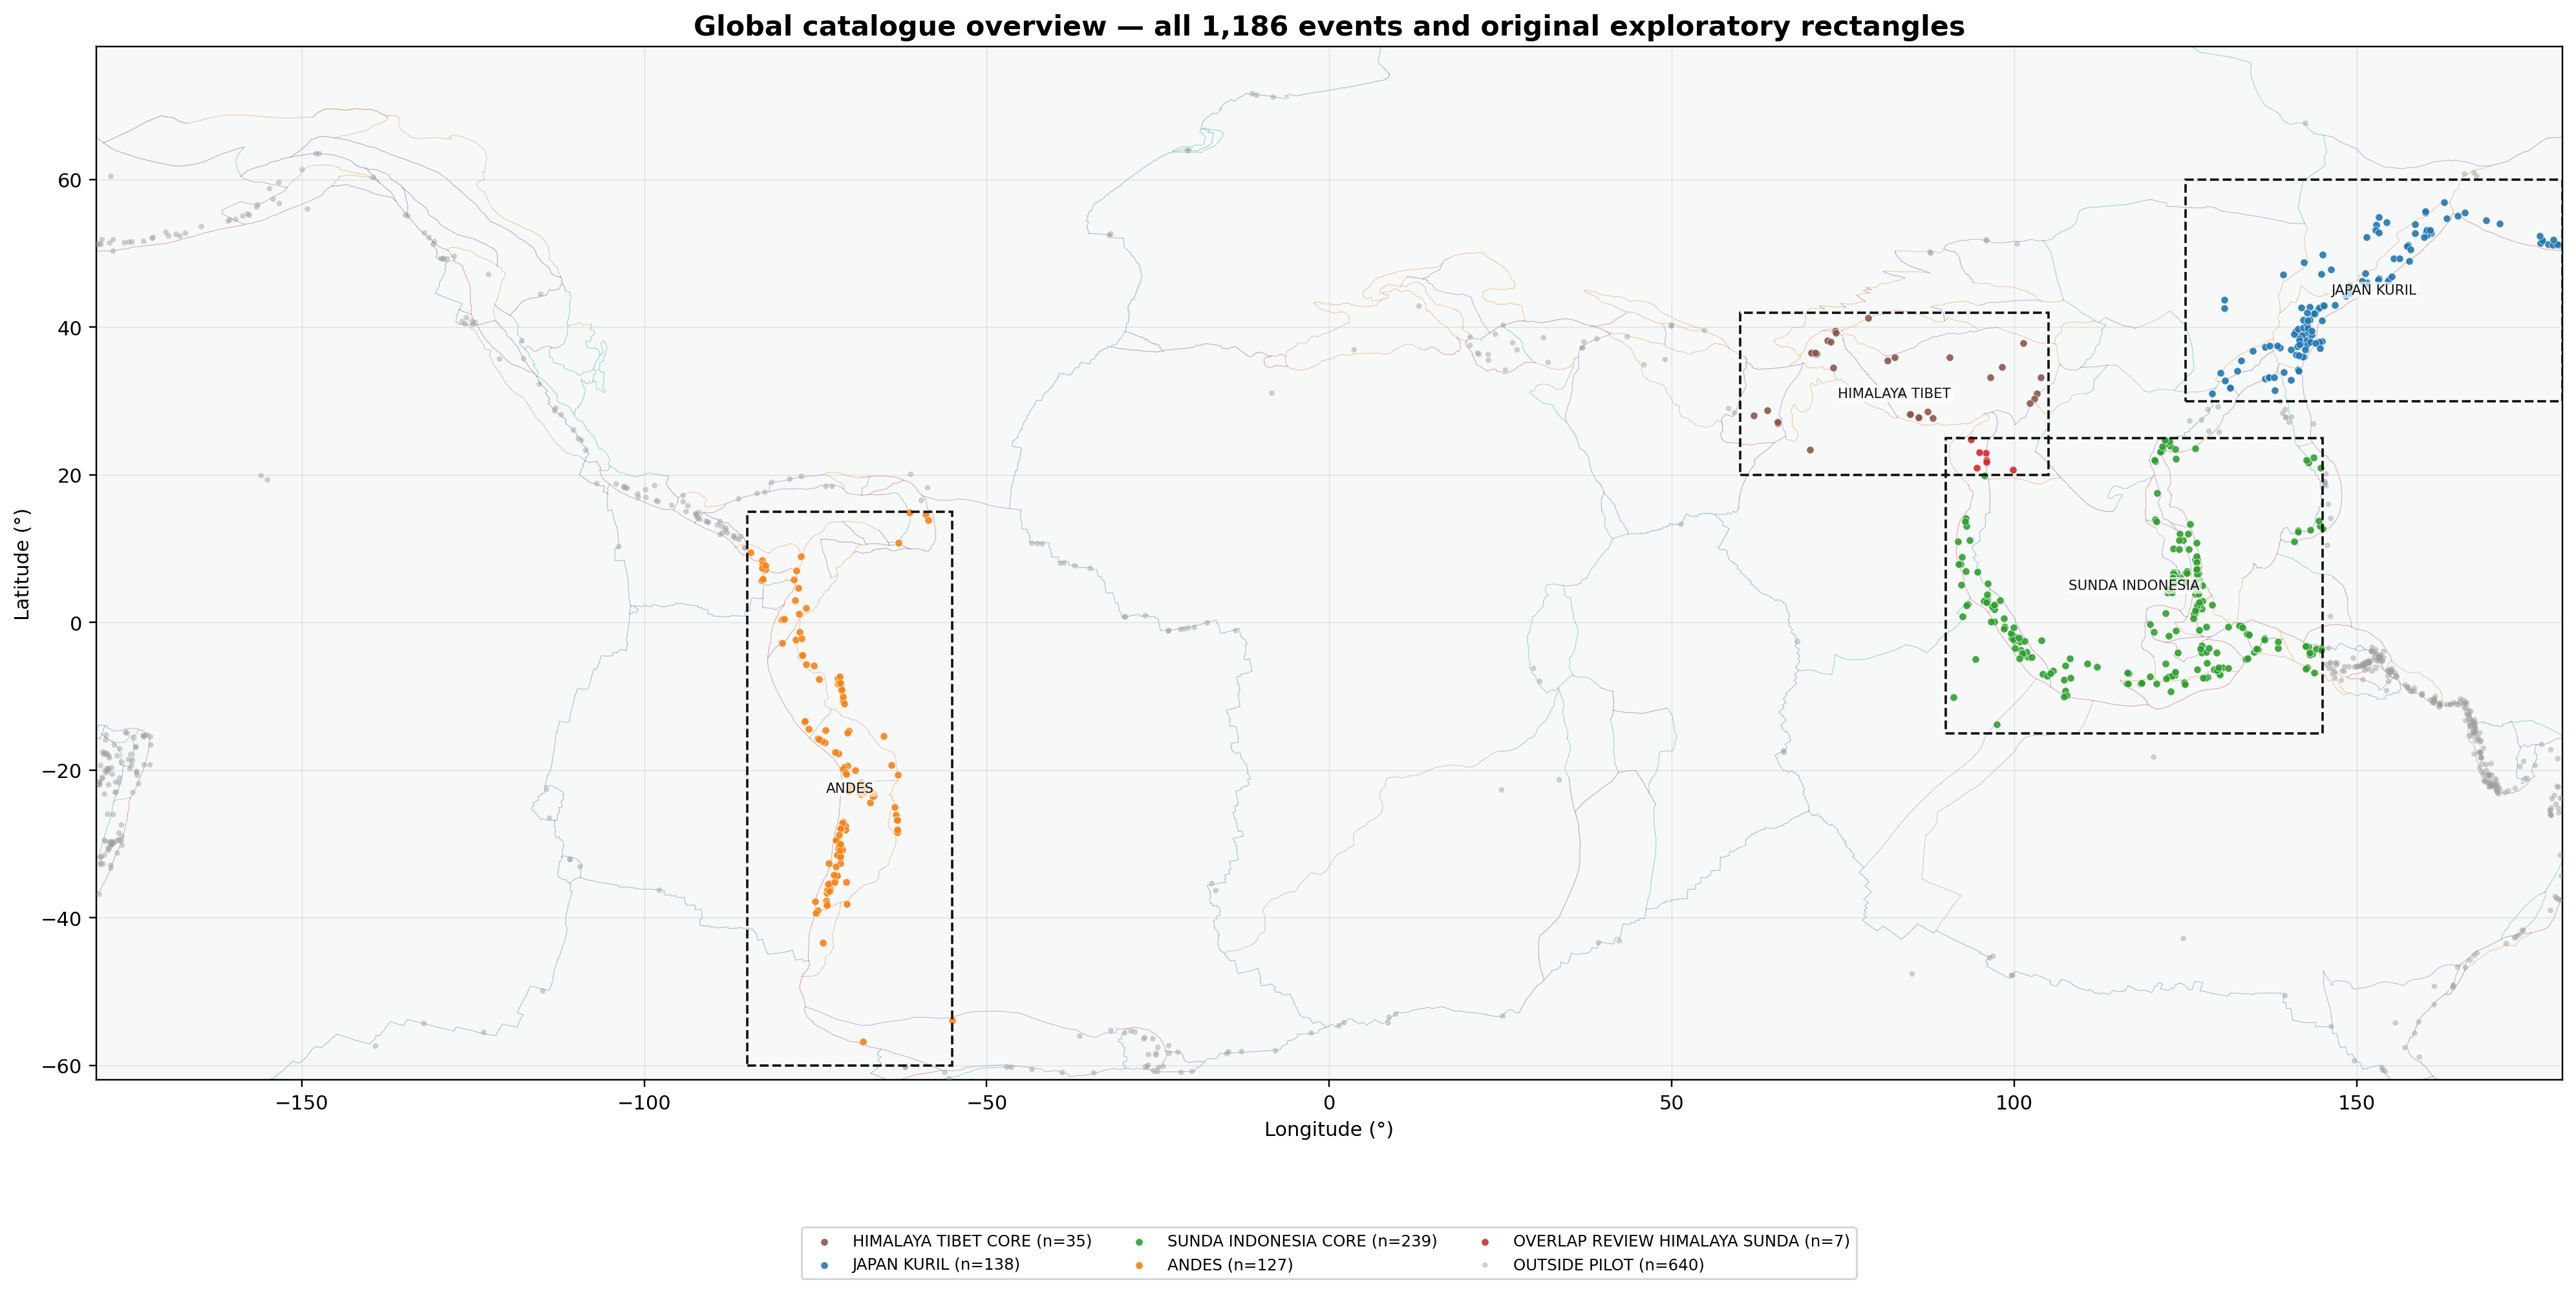 Global catalogue overview — all 1,186 events and original exploratory rectangles
Latitude (°)
60
40
20
0
−20
−40
−60
JAPAN KURIL
HIMALAYA TIBET
SUNDA INDONESIA
ANDES
−150
−100
−50
0
50
100
150
Longitude (°)
HIMALAYA TIBET CORE (n=35)
JAPAN KURIL (n=138)
SUNDA INDONESIA CORE (n=239)
ANDES (n=127)
OVERLAP REVIEW HIMALAYA SUNDA (n=7)
OUTSIDE PILOT (n=640)